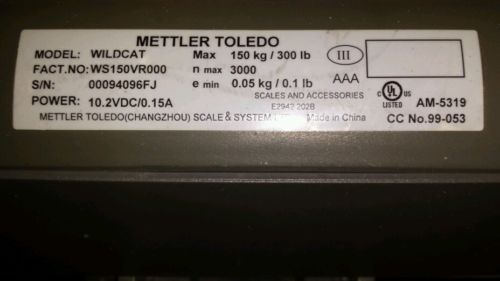 METTLER TOLEDO
MODEL: WILDCAT Max 150 kg / 300 lb III
FACT.NO: WS150VR000 n max 3000
S/N: 00094096FJ e min 0.05 kg / 0.1 lb AAA
SCALES AND ACCESSORIES
POWER: 10.2VDC/0.15A E2942 202B C UL US LISTED AM-5319
METTLER TOLEDO(CHANGZHOU) SCALE & SYSTEM Made in China CC No.99-053